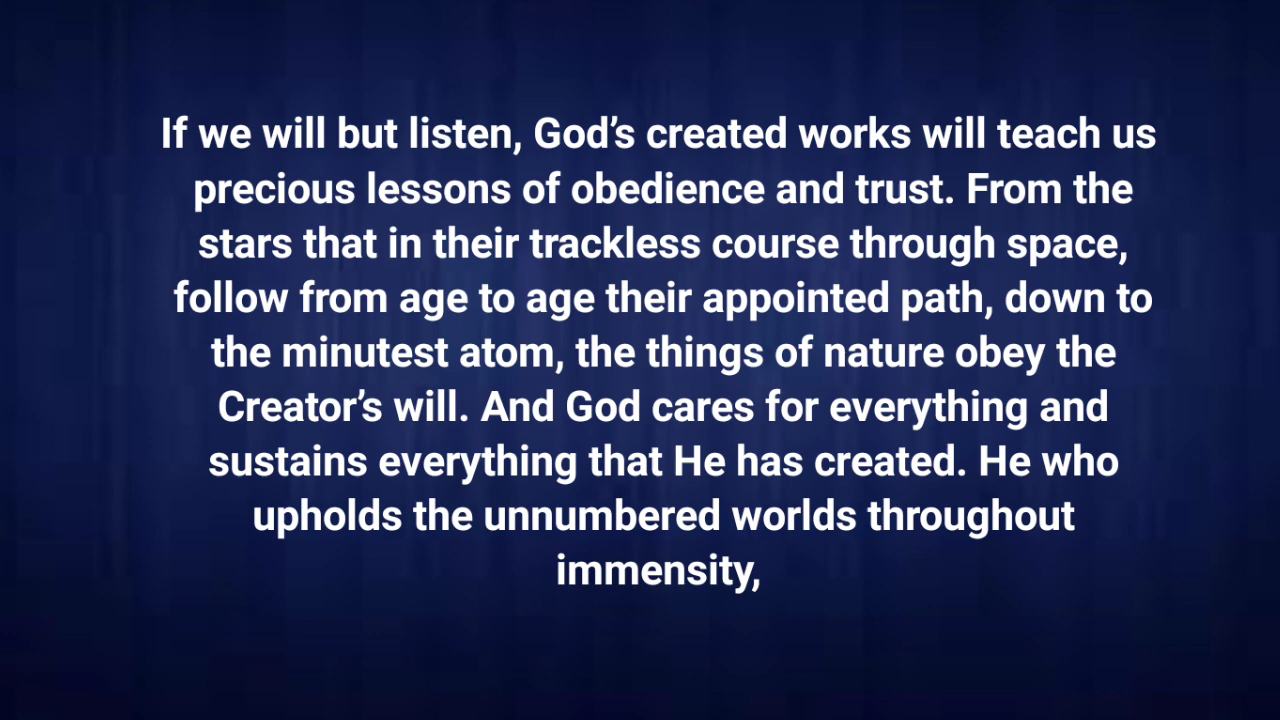 If we will but listen, God’s created works will teach us
precious lessons of obedience and trust. From the
stars that in their trackless course through space,
follow from age to age their appointed path, down to
the minutest atom, the things of nature obey the
Creator’s will. And God cares for everything and
sustains everything that He has created. He who
upholds the unnumbered worlds throughout
immensity,